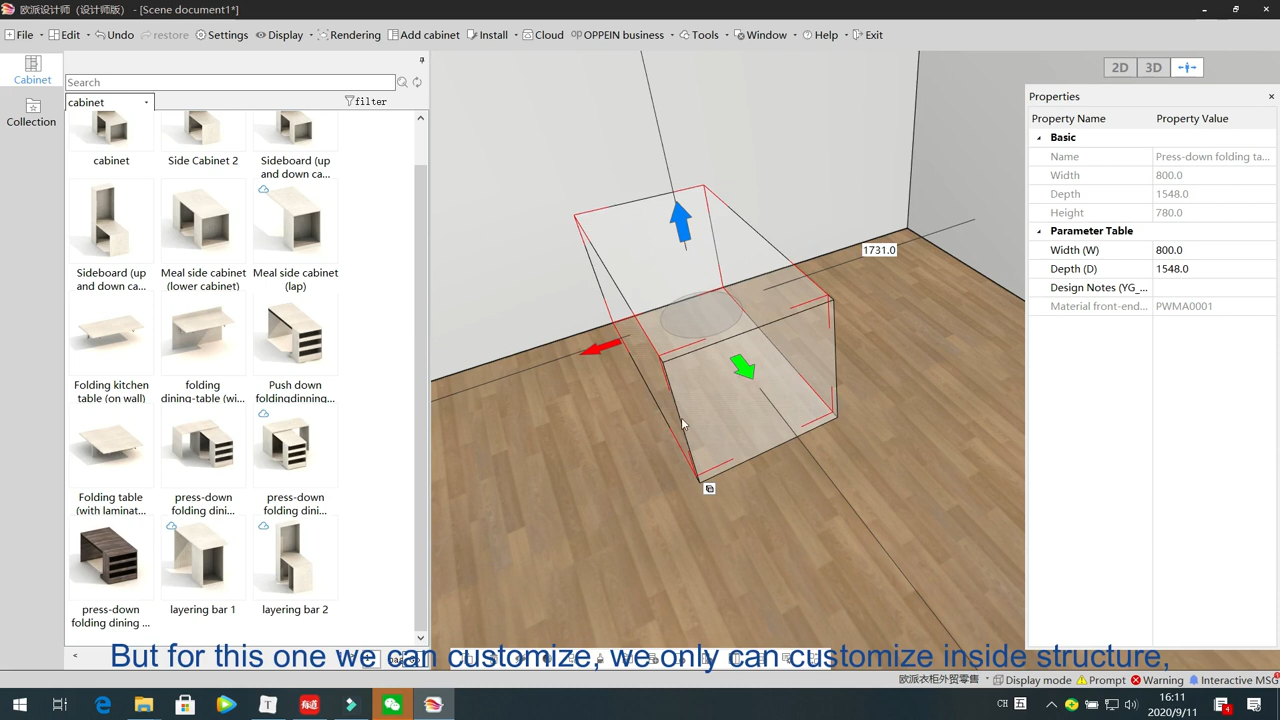 欧派设计师 (设计师版) - [Scene document1*]
File Edit Undo restore Settings Display Rendering Add cabinet Install Cloud OPPEIN business Tools Window Help Exit
Cabinet
Collection
Search
cabinet
filter
cabinet
Side Cabinet 2
Sideboard (up and down ca...
Sideboard (up and down ca...
Meal side cabinet (lower cabinet)
Meal side cabinet (lap)
Folding kitchen table (on wall)
folding dining-table (wi...
Push down foldingdinning...
Folding table (with laminat...
press-down folding dini...
press-down folding dini...
press-down folding dining ...
layering bar 1
layering bar 2
1731.0
2D 3D
Properties
Property Name Property Value
Basic
Name Press-down folding ta...
Width 800.0
Depth 1548.0
Height 780.0
Parameter Table
Width (W) 800.0
Depth (D) 1548.0
Design Notes (YG_...
Material front-end... PWMA0001
But for this one we can customize, we only can customize inside structure,
欧派衣柜外贸零售 Display mode Prompt Warning Interactive MSG
CH 五
16:11
2020/9/11
4